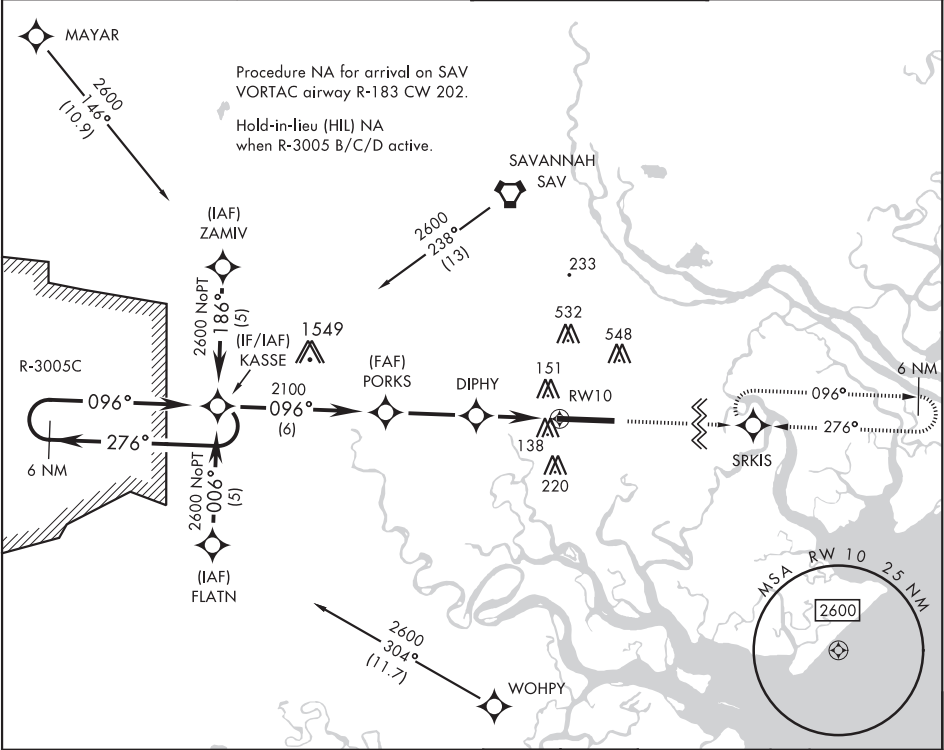 MAYAR
2600
146°
(10.9)
Procedure NA for arrival on SAV
VORTAC airway R-183 CW 202.
Hold-in-lieu (HIL) NA
when R-3005 B/C/D active.
SAVANNAH
SAV
2600
238°
(13)
(IAF)
ZAMIV
2600 NoPT
186°
(5)
(IF/IAF)
KASSE
1549
233
532
548
151
R-3005C
096°
276°
6 NM
2100
096°
(6)
(FAF)
PORKS
DIPHY
RW10
138
220
6 NM
096°
276°
SRKIS
2600 NoPT
006°
(5)
(IAF)
FLATN
2600
304°
(11.7)
WOHPY
MSA RW 10 25 NM
2600